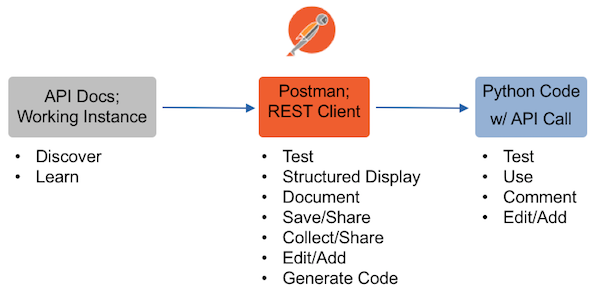 API Docs;
Working Instance
• Discover
• Learn
Postman;
REST Client
• Test
• Structured Display
• Document
• Save/Share
• Collect/Share
• Edit/Add
• Generate Code
Python Code
w/ API Call
• Test
• Use
• Comment
• Edit/Add